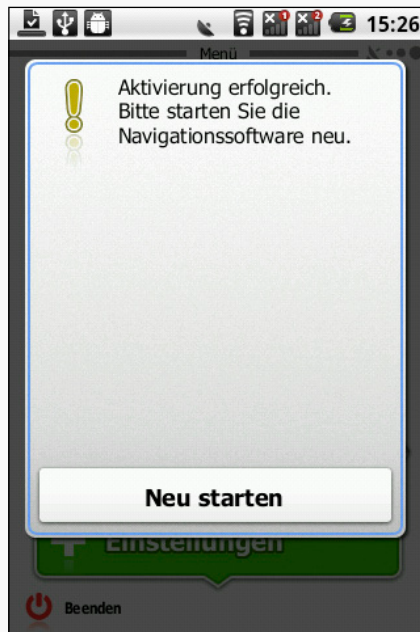 15:26
Menü
Aktivierung erfolgreich.
Bitte starten Sie die
Navigationssoftware neu.
Neu starten
Einstellungen
Beenden